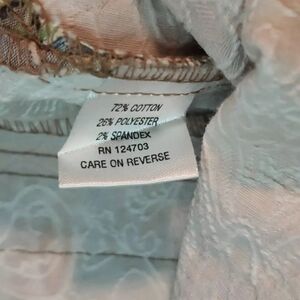 72% COTTON
26% POLYESTER
2% SPANDEX
RN 124703
CARE ON REVERSE